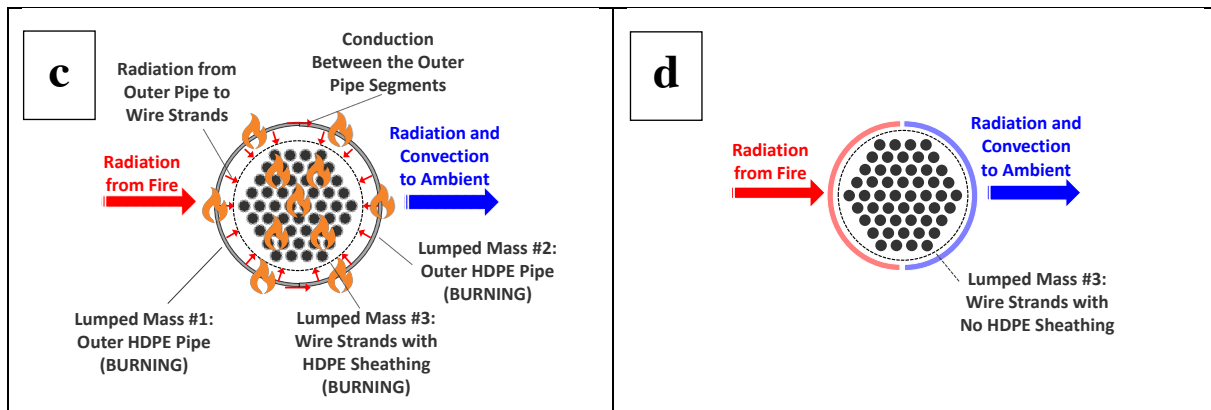 c
Conduction
Between the Outer
Pipe Segments
Radiation from
Outer Pipe to
Wire Strands
Radiation
from Fire
Radiation and
Convection
to Ambient
Lumped Mass #2:
Outer HDPE Pipe
(BURNING)
Lumped Mass #1:
Outer HDPE Pipe
(BURNING)
Lumped Mass #3:
Wire Strands with
HDPE Sheathing
(BURNING)
d
Radiation
from Fire
Radiation and
Convection
to Ambient
Lumped Mass #3:
Wire Strands with
No HDPE Sheathing